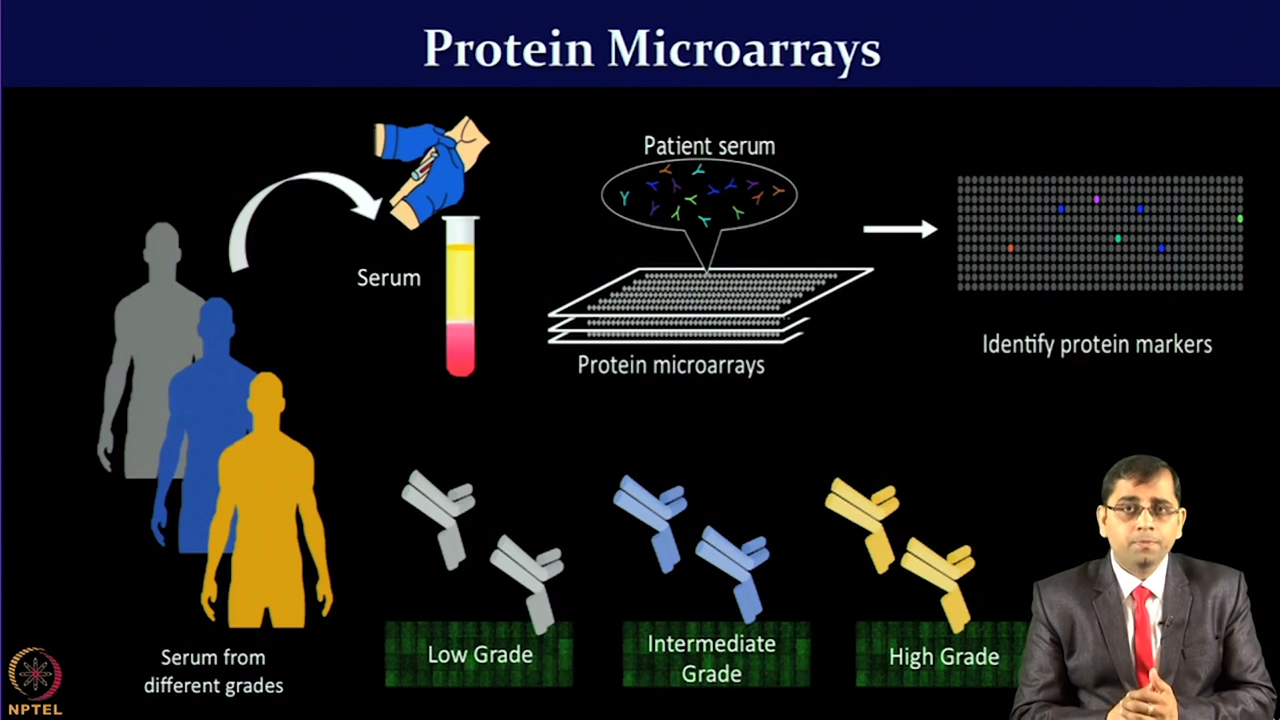 Protein Microarrays
Patient serum
Serum
Protein microarrays
Identify protein markers
Serum from
different grades
Low Grade
Intermediate
Grade
High Grade
NPTEL